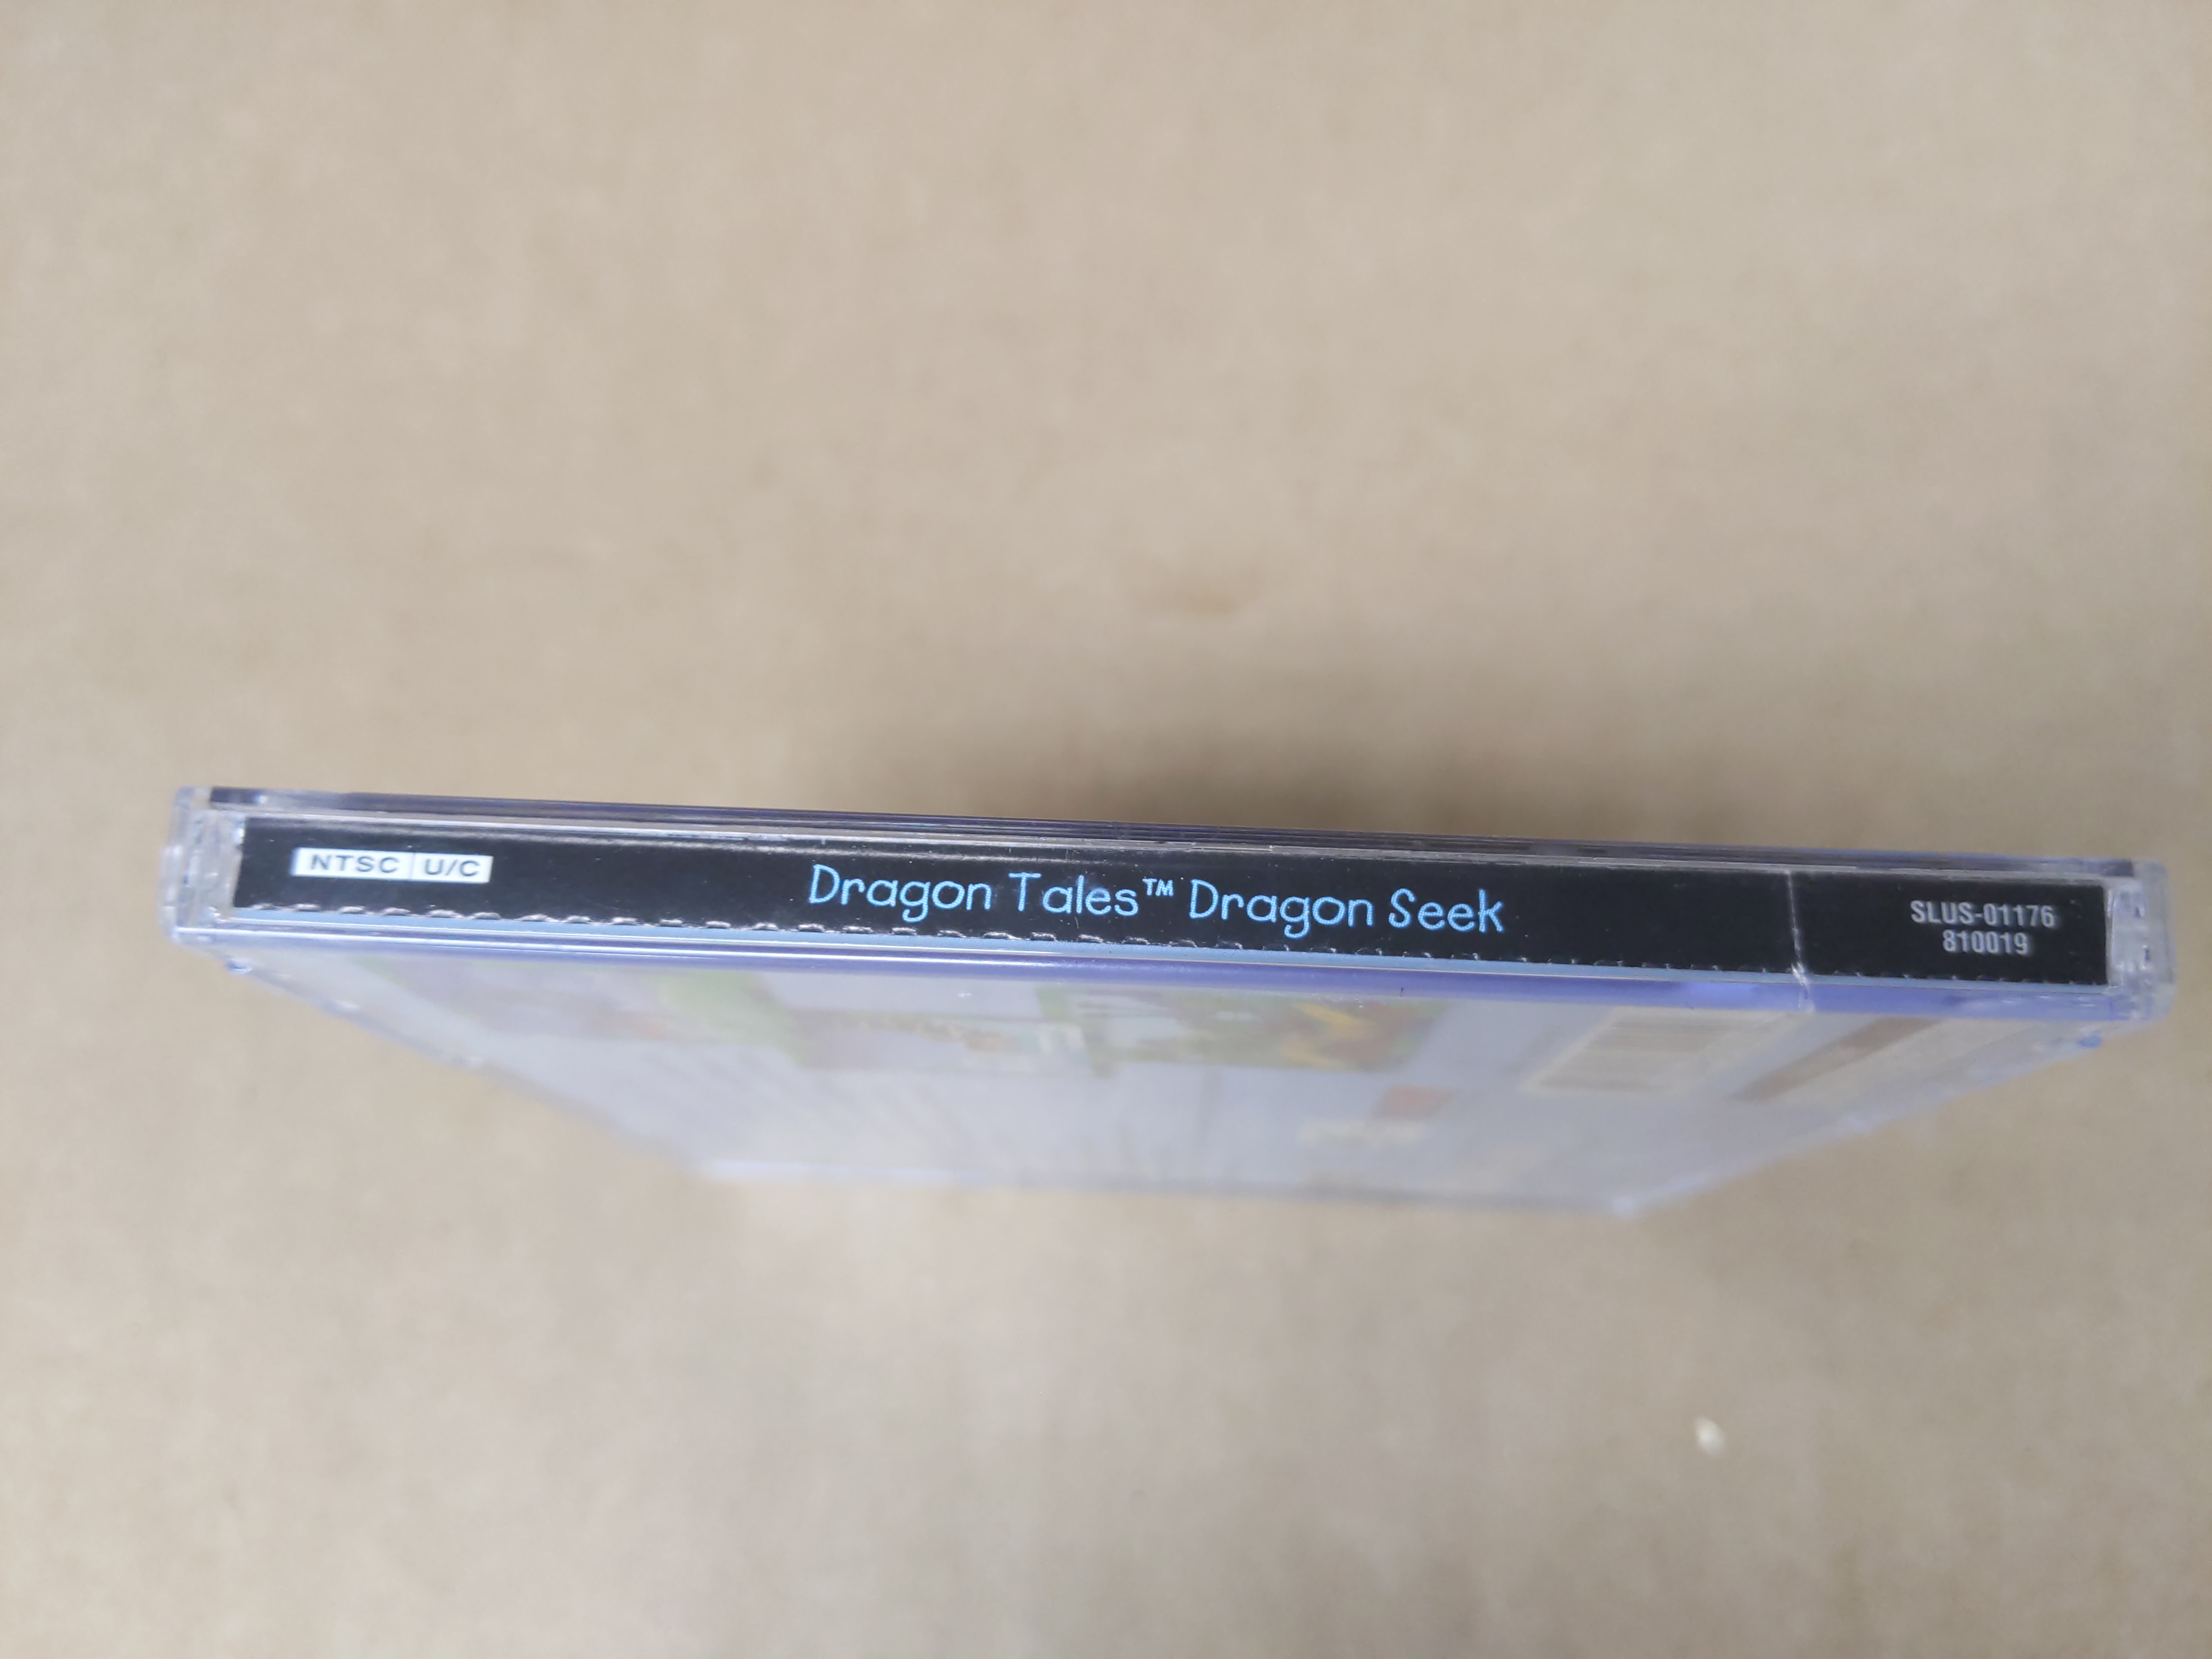 NTSC U/C
Dragon Tales™ Dragon Seek
SLUS-01176
810019